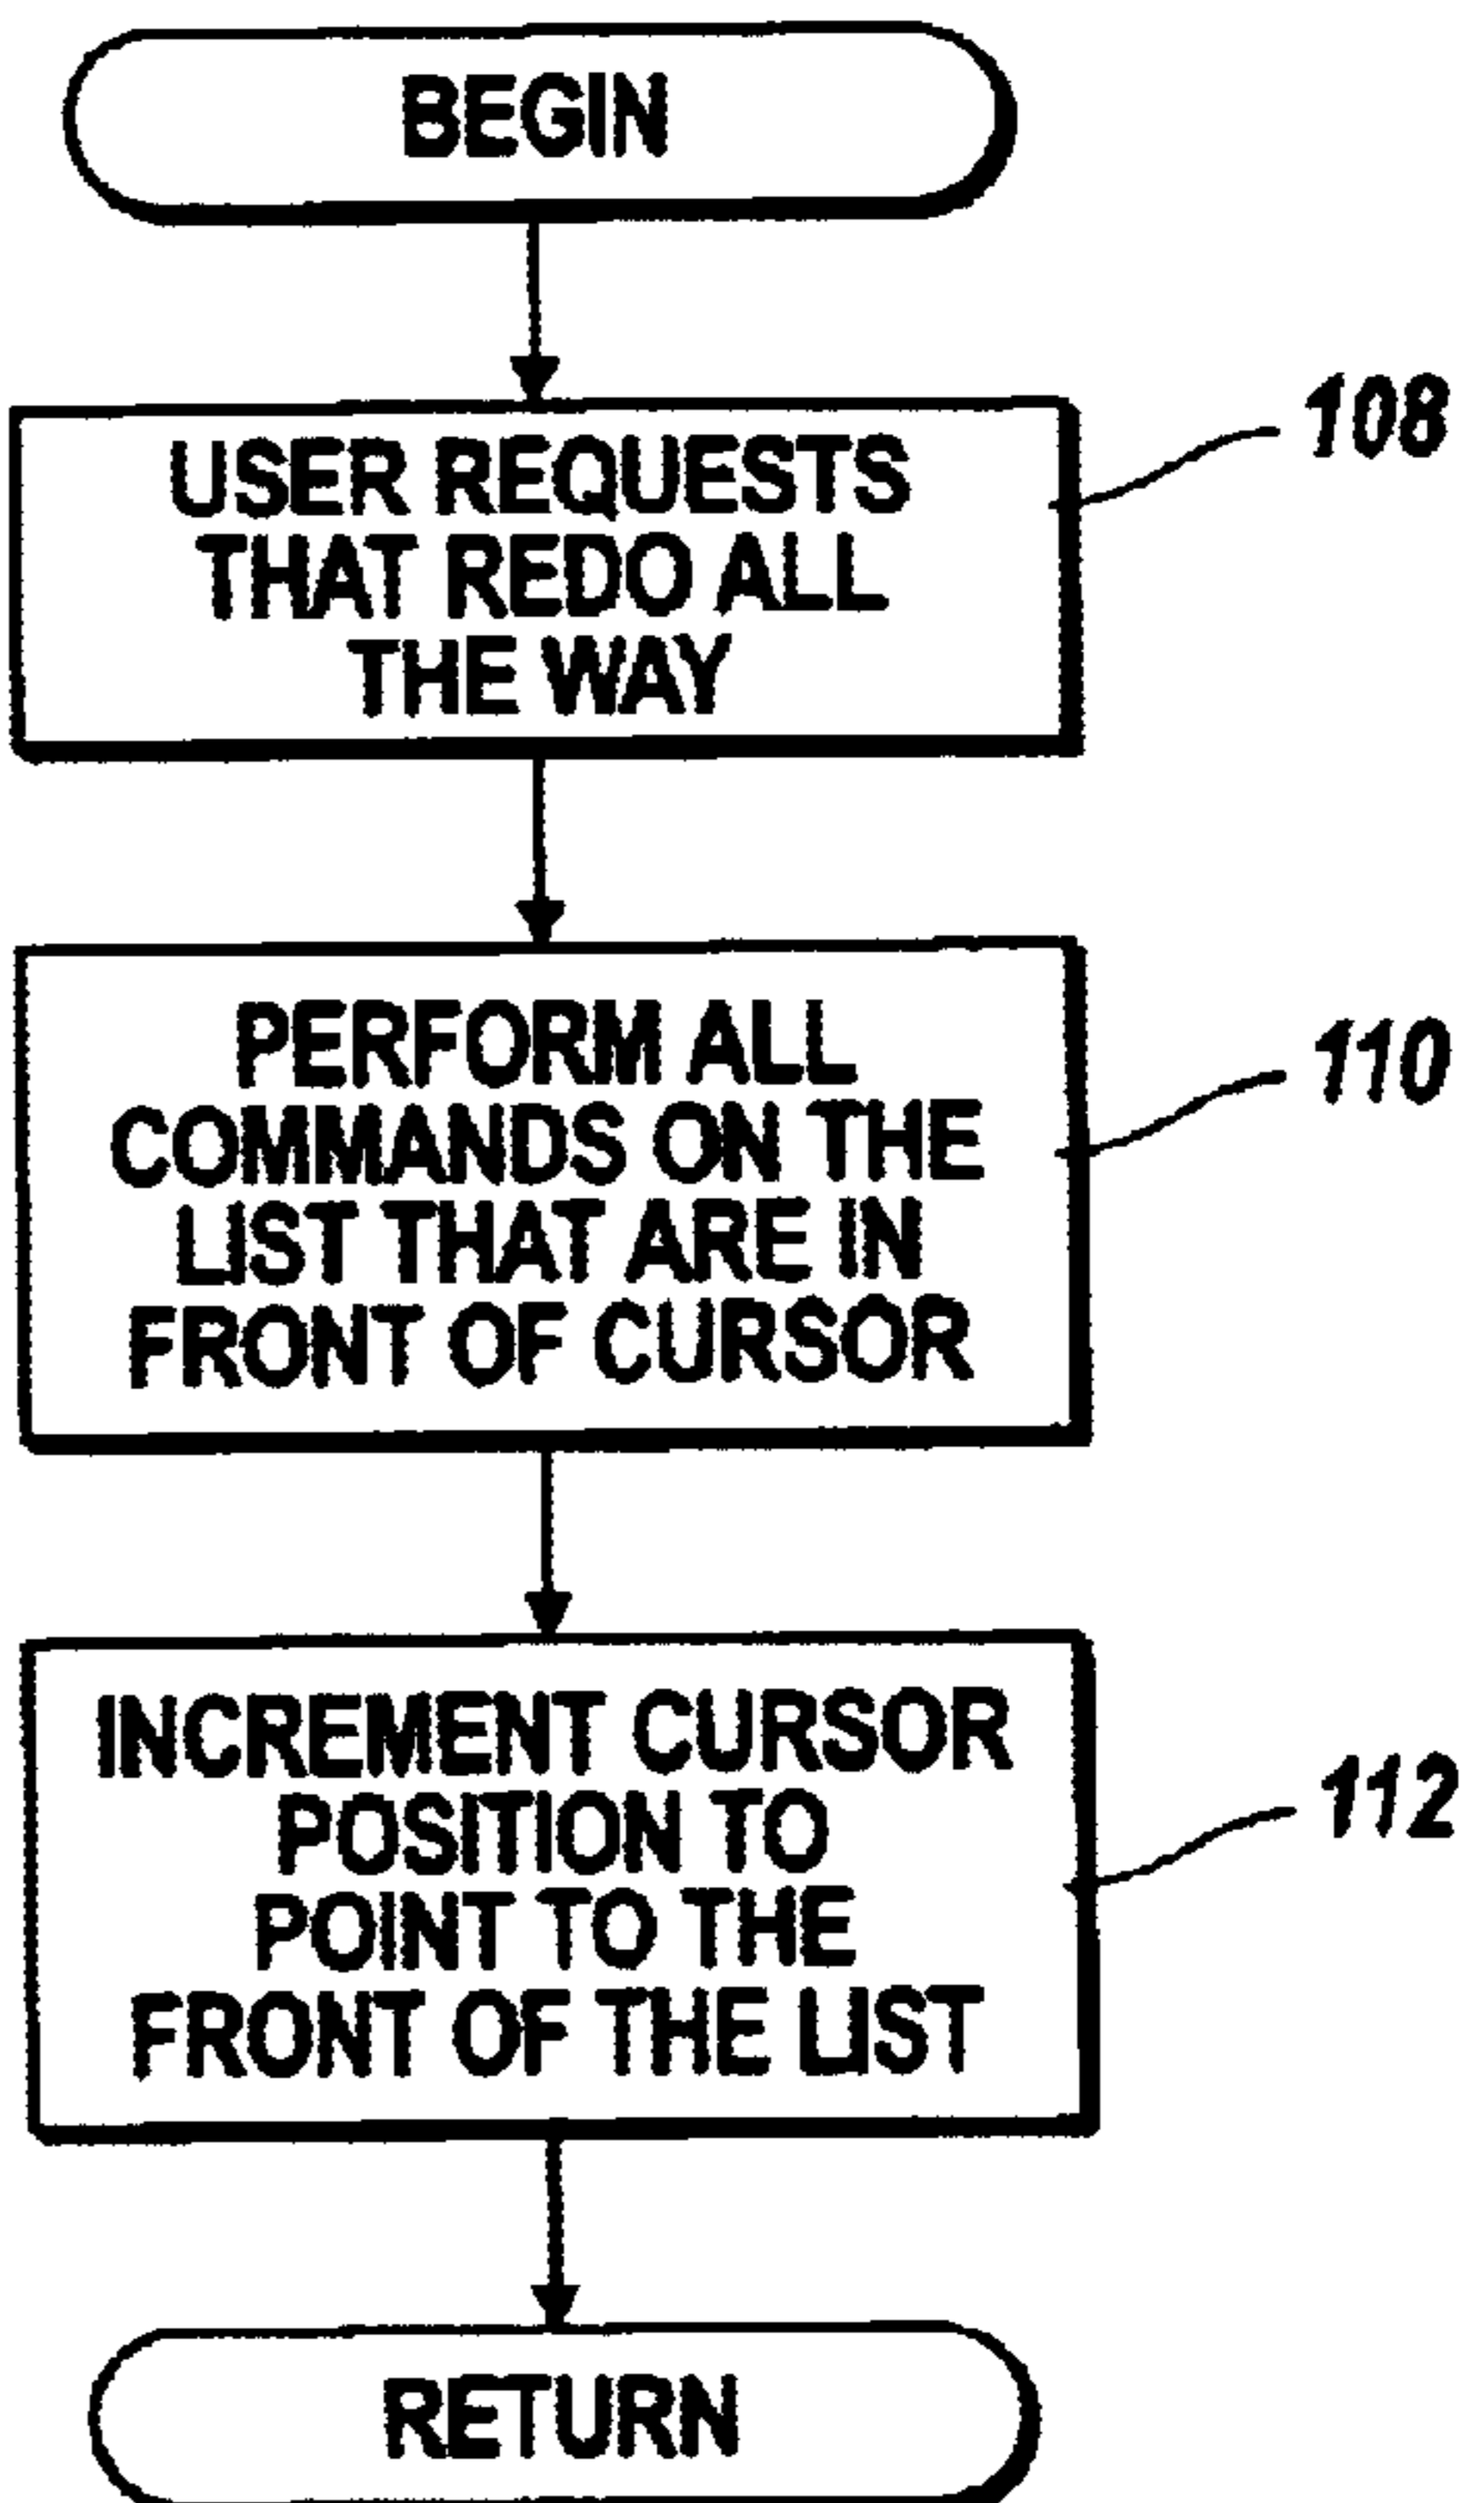 BEGIN
USER REQUESTS
THAT REDO ALL
THE WAY
108
PERFORM ALL
COMMANDS ON THE
LIST THAT ARE IN
FRONT OF CURSOR
110
INCREMENT CURSOR
POSITION TO
POINT TO THE
FRONT OF THE LIST
112
RETURN